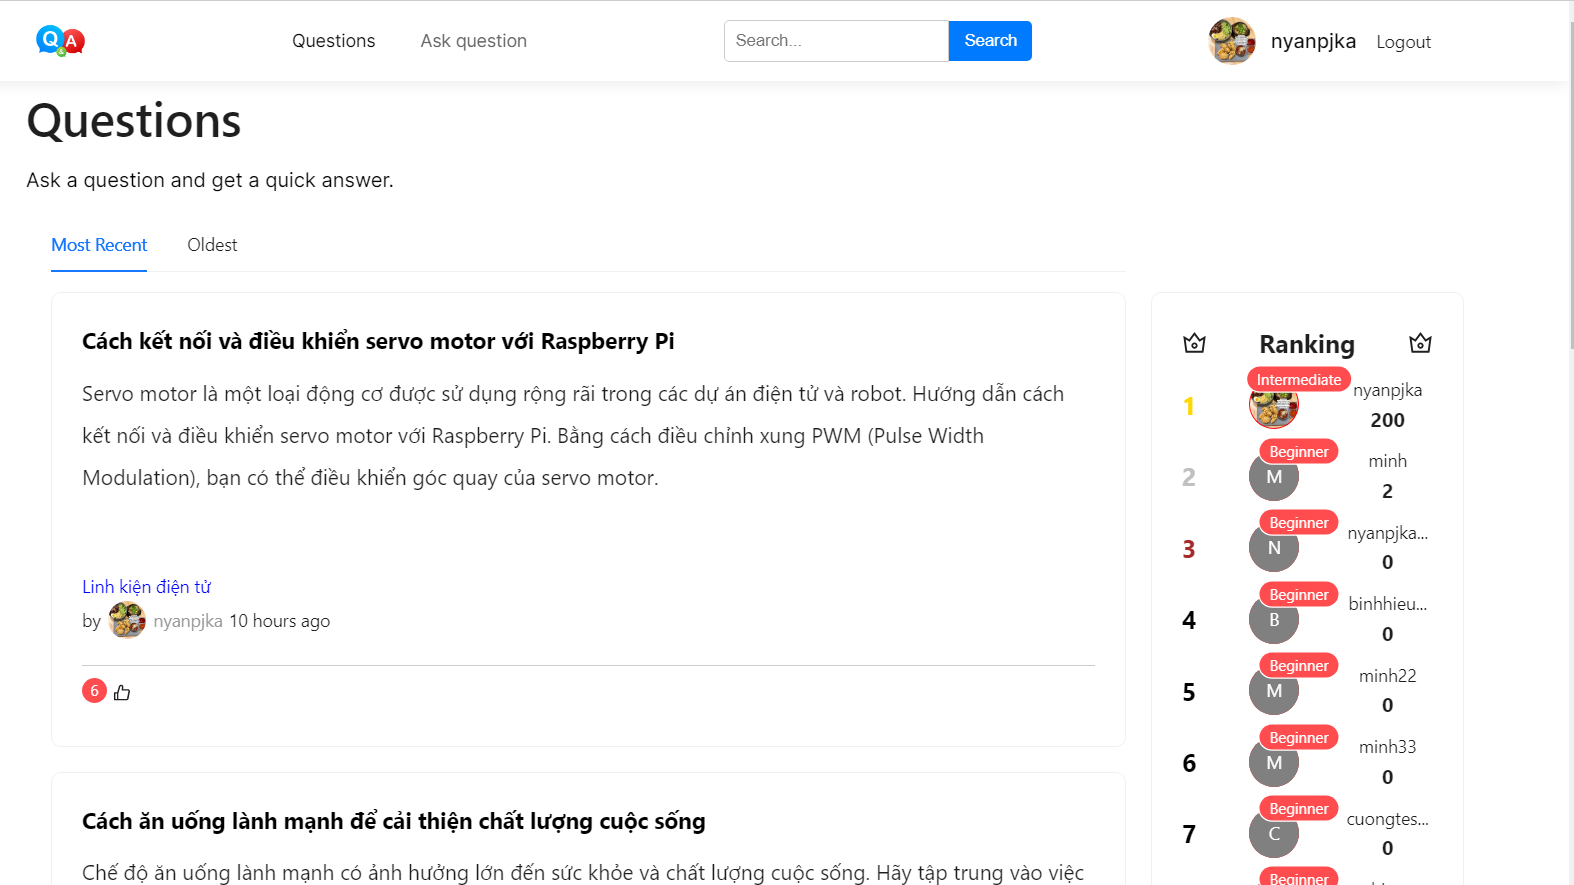 Q & A
Questions
Ask question
Search...
Search
nyanpjka
Logout
Questions
Ask a question and get a quick answer.
Most Recent
Oldest
Cách kết nối và điều khiển servo motor với Raspberry Pi
Servo motor là một loại động cơ được sử dụng rộng rãi trong các dự án điện tử và robot. Hướng dẫn cách
kết nối và điều khiển servo motor với Raspberry Pi. Bằng cách điều chỉnh xung PWM (Pulse Width
Modulation), bạn có thể điều khiển góc quay của servo motor.
Linh kiện điện tử
by nyanpjka 10 hours ago
6
Cách ăn uống lành mạnh để cải thiện chất lượng cuộc sống
Chế độ ăn uống lành mạnh có ảnh hưởng lớn đến sức khỏe và chất lượng cuộc sống. Hãy tập trung vào việc
Ranking
1
Intermediate
nyanpjka
200
2
Beginner
M
minh
2
3
Beginner
N
nyanpjka...
0
4
Beginner
B
binhhieu...
0
5
Beginner
M
minh22
0
6
Beginner
M
minh33
0
7
Beginner
C
cuongtes...
0
Beginner